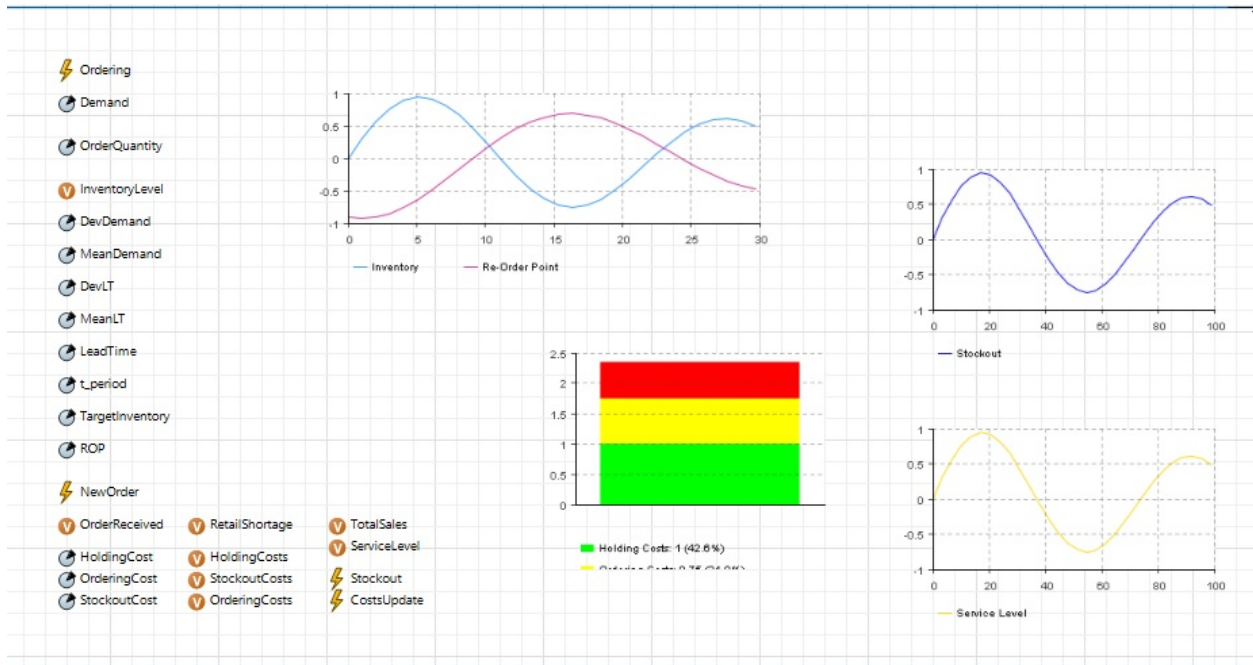 Ordering
Demand
OrderQuantity
InventoryLevel
DevDemand
MeanDemand
DevLT
MeanLT
LeadTime
t_period
TargetInventory
ROP
NewOrder
V OrderReceived V RetailShortage V TotalSales
V ServiceLevel
HoldingCost V HoldingCosts
OrderingCost V StockoutCosts Stockout
StockoutCost V OrderingCosts CostsUpdate
1
0.5
0
-0.5
-1
0 5 10 15 20 25 30
Inventory Re-Order Point
2.5
2
1.5
1
0.5
0
Holding Costs: 1 (42.6%)
Ordering Costs: 0.75
1
0.5
0
-0.5
-1
0 20 40 60 80 100
Stockout
1
0.5
0
-0.5
-1
0 20 40 60 80 100
Service Level